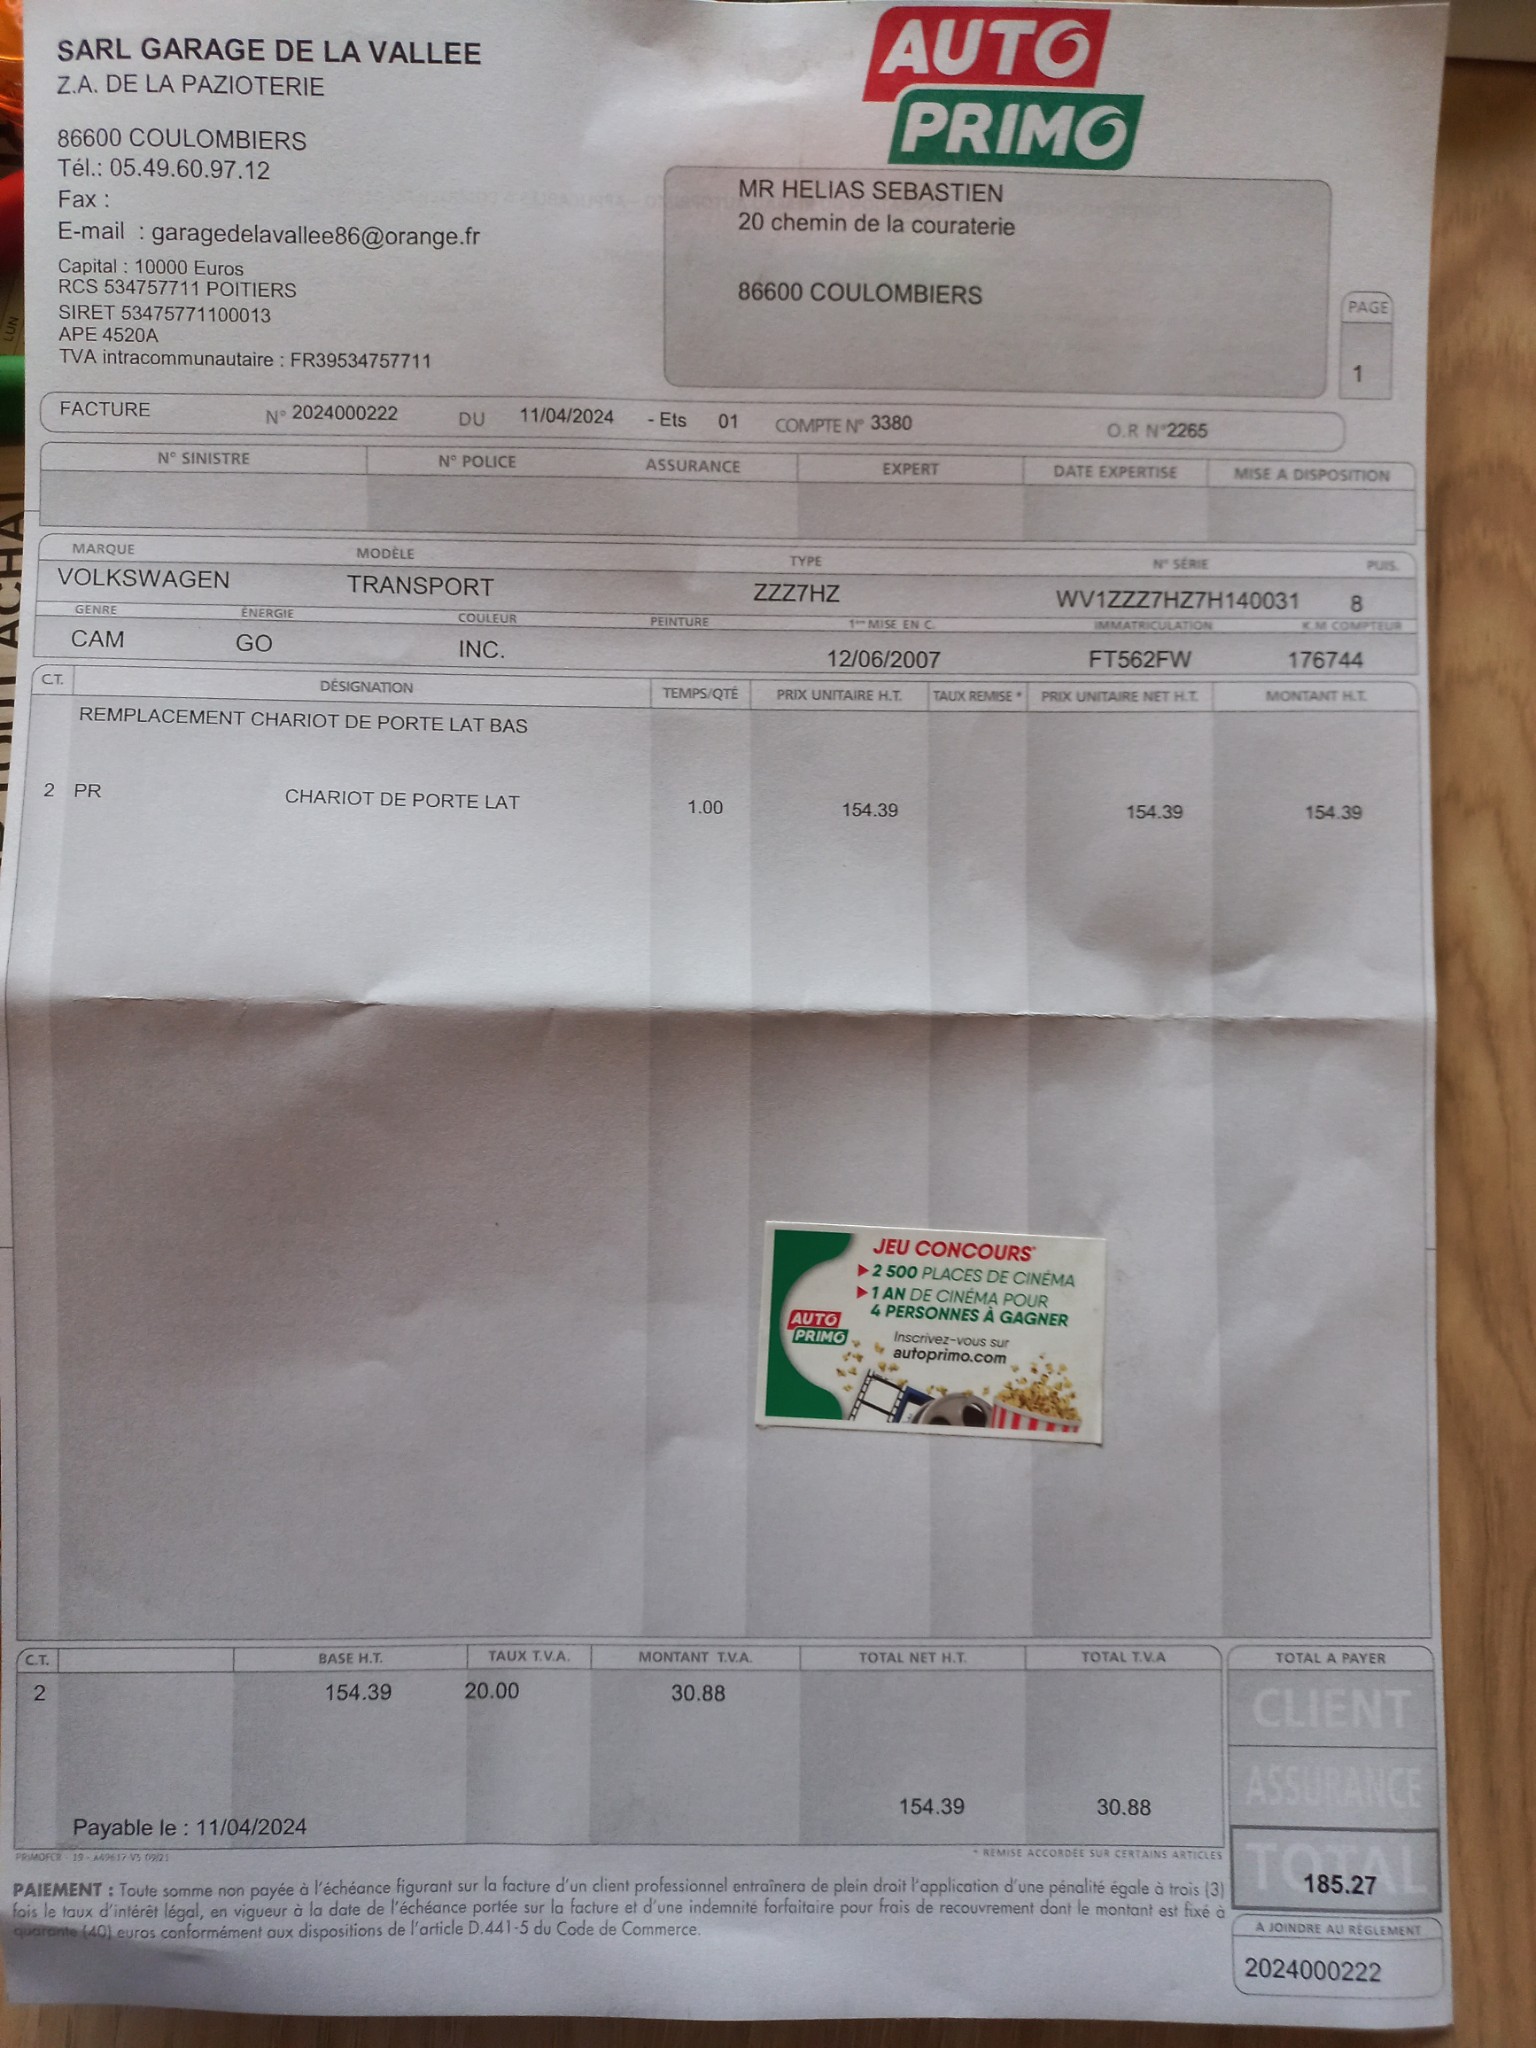 SARL GARAGE DE LA VALLEE
Z.A. DE LA PAZIOTERIE
86600 COULOMBIERS
Tél.: 05.49.60.97.12
Fax :
E-mail : garagedelavallee86@orange.fr
Capital : 10000 Euros
RCS 534757711 POITIERS
SIRET 53475771100013
APE 4520A
TVA intracommunautaire : FR39534757711
AUTO
PRIMO
MR HELIAS SEBASTIEN
20 chemin de la couraterie
86600 COULOMBIERS
PAGE
1
FACTURE N° 2024000222 DU 11/04/2024 - Ets 01 COMPTE N° 3380 O.R N°2265
N° SINISTRE N° POLICE ASSURANCE EXPERT DATE EXPERTISE MISE A DISPOSITION
MARQUE MODÈLE TYPE N° SÉRIE PUIS.
VOLKSWAGEN TRANSPORT ZZZ7HZ WV1ZZZ7HZ7H140031 8
GENRE ÉNERGIE COULEUR PEINTURE 1ère MISE EN C. IMMATRICULATION K.M COMPTEUR
CAM GO INC. 12/06/2007 FT562FW 176744
C.T. DÉSIGNATION TEMPS/QTÉ PRIX UNITAIRE H.T. TAUX REMISE * PRIX UNITAIRE NET H.T. MONTANT H.T.
REMPLACEMENT CHARIOT DE PORTE LAT BAS
2 PR CHARIOT DE PORTE LAT 1.00 154.39 154.39 154.39
JEU CONCOURS*
2 500 PLACES DE CINÉMA
1 AN DE CINÉMA POUR
4 PERSONNES À GAGNER
AUTO
PRIMO
Inscrivez-vous sur
autoprimo.com
C.T. BASE H.T. TAUX T.V.A. MONTANT T.V.A. TOTAL NET H.T. TOTAL T.V.A TOTAL A PAYER
2 154.39 20.00 30.88
CLIENT
ASSURANCE
154.39 30.88
Payable le : 11/04/2024
* REMISE ACCORDÉE SUR CERTAINS ARTICLES
TOTAL
185.27
PAIEMENT : Toute somme non payée à l'échéance figurant sur la facture d'un client professionnel entraînera de plein droit l'application d'une pénalité égale à trois (3)
fois le taux d'intérêt légal, en vigueur à la date de l'échéance portée sur la facture et d'une indemnité forfaitaire pour frais de recouvrement dont le montant est fixé à
quarante (40) euros conformément aux dispositions de l'article D.441-5 du Code de Commerce.
A JOINDRE AU RÈGLEMENT
2024000222